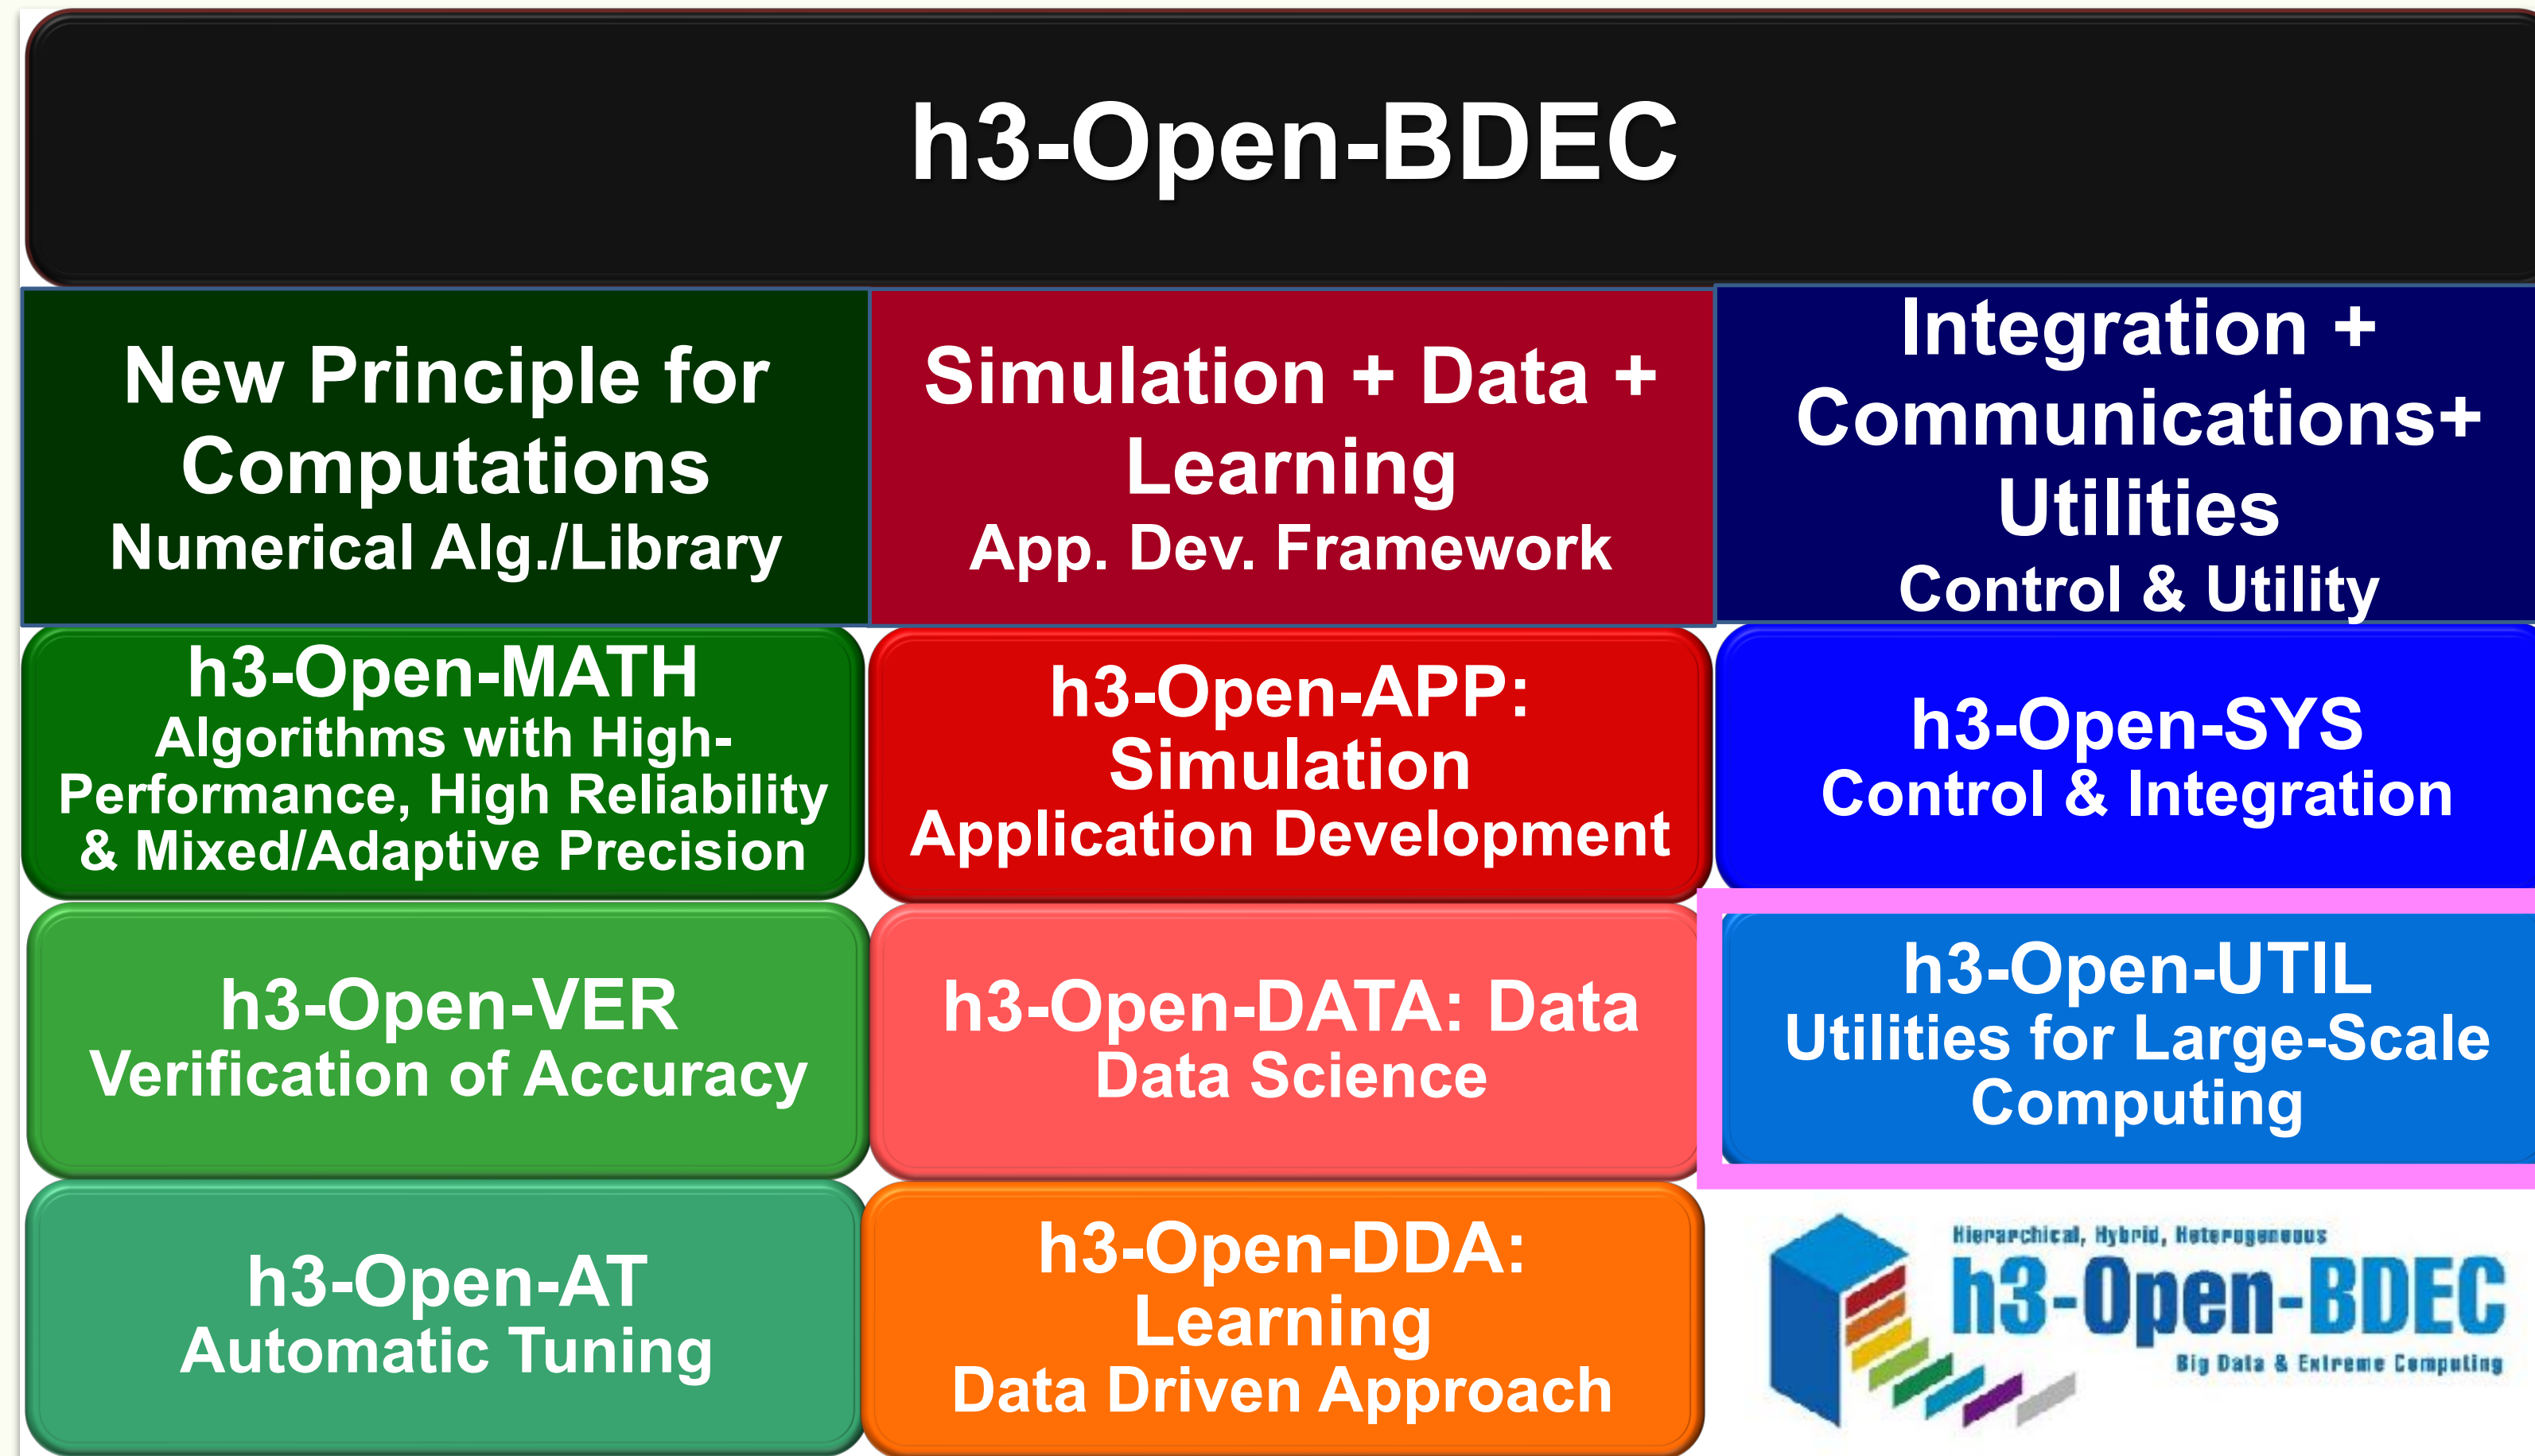 h3-Open-BDEC
New Principle for
Computations
Numerical Alg./Library
Simulation + Data +
Learning
App. Dev. Framework
Integration +
Communications+
Utilities
Control & Utility
h3-Open-MATH
Algorithms with High-
Performance, High Reliability
& Mixed/Adaptive Precision
h3-Open-APP:
Simulation
Application Development
h3-Open-SYS
Control & Integration
h3-Open-VER
Verification of Accuracy
h3-Open-DATA: Data
Data Science
h3-Open-UTIL
Utilities for Large-Scale
Computing
h3-Open-AT
Automatic Tuning
h3-Open-DDA:
Learning
Data Driven Approach
Hierarchical, Hybrid, Heterogeneous
h3-Open-BDEC
Big Data & Extreme Computing